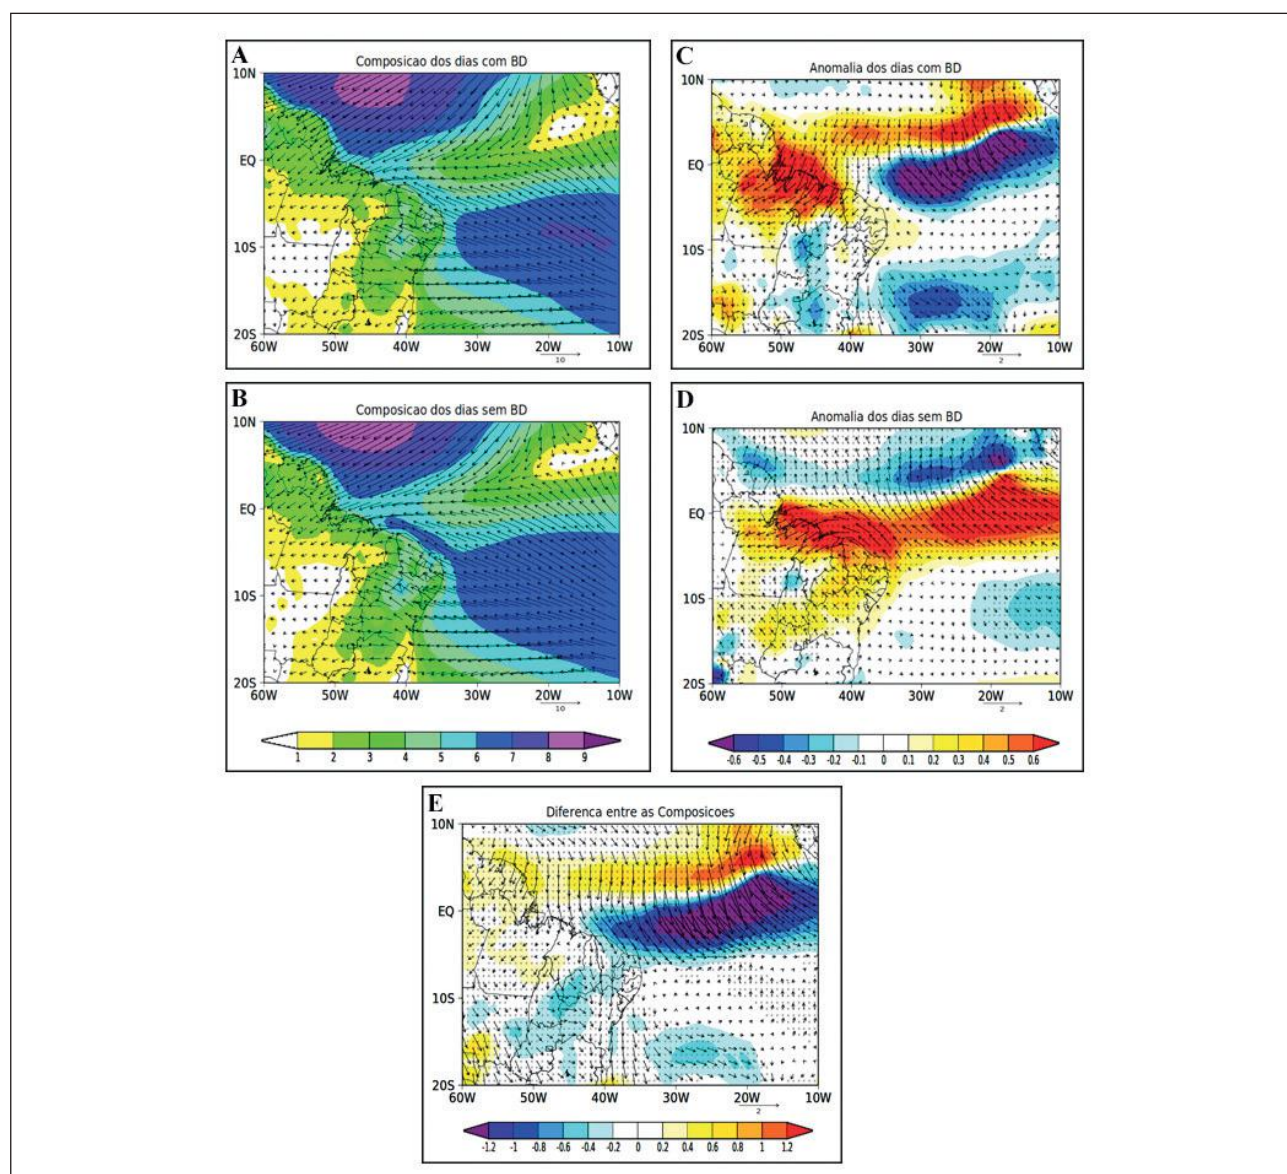 A
Composicao dos dias com BD
10N
EQ
10S
20S
60W 50W 40W 30W 20W 10W
10
C
Anomalia dos dias com BD
10N
EQ
10S
20S
60W 50W 40W 30W 20W 10W
2
B
Composicao dos dias sem BD
10N
EQ
10S
20S
60W 50W 40W 30W 20W 10W
10
1 2 3 4 5 6 7 8 9
D
Anomalia dos dias sem BD
10N
EQ
10S
20S
60W 50W 40W 30W 20W 10W
2
-0.6 -0.5 -0.4 -0.3 -0.2 -0.1 0 0.1 0.2 0.3 0.4 0.5 0.6
E
Diferenca entre as Composicoes
10N
EQ
10S
20S
60W 50W 40W 30W 20W 10W
2
-1.2 -1 -0.8 -0.6 -0.4 -0.2 0 0.2 0.4 0.6 0.8 1 1.2